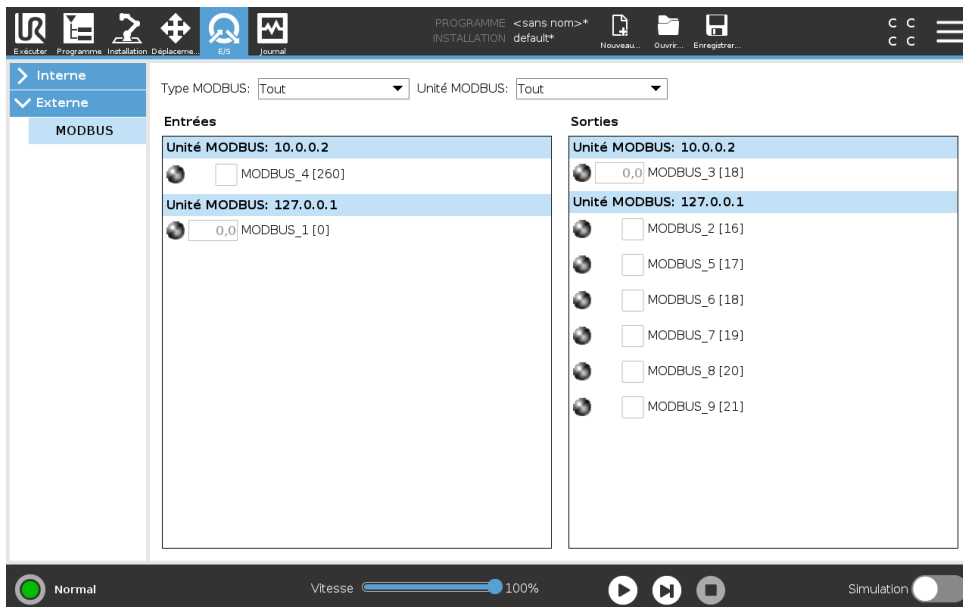 PROGRAMME <sans nom>*
INSTALLATION default*
UR
Exécuter Programme Installation Déplaceme... E/S Journal
Nouveau... Ouvrir... Enregistrer...
C C
C C
Interne
Externe
MODBUS
Type MODBUS: Tout Unité MODBUS: Tout
Entrées
Unité MODBUS: 10.0.0.2
MODBUS_4 [260]
Unité MODBUS: 127.0.0.1
0,0 MODBUS_1 [0]
Sorties
Unité MODBUS: 10.0.0.2
0,0 MODBUS_3 [18]
Unité MODBUS: 127.0.0.1
MODBUS_2 [16]
MODBUS_5 [17]
MODBUS_6 [18]
MODBUS_7 [19]
MODBUS_8 [20]
MODBUS_9 [21]
Normal Vitesse 100% Simulation